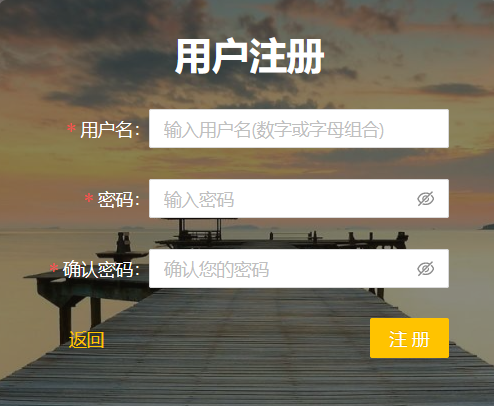 用户注册
* 用户名: 输入用户名(数字或字母组合)
* 密码: 输入密码
* 确认密码: 确认您的密码
返回 注 册